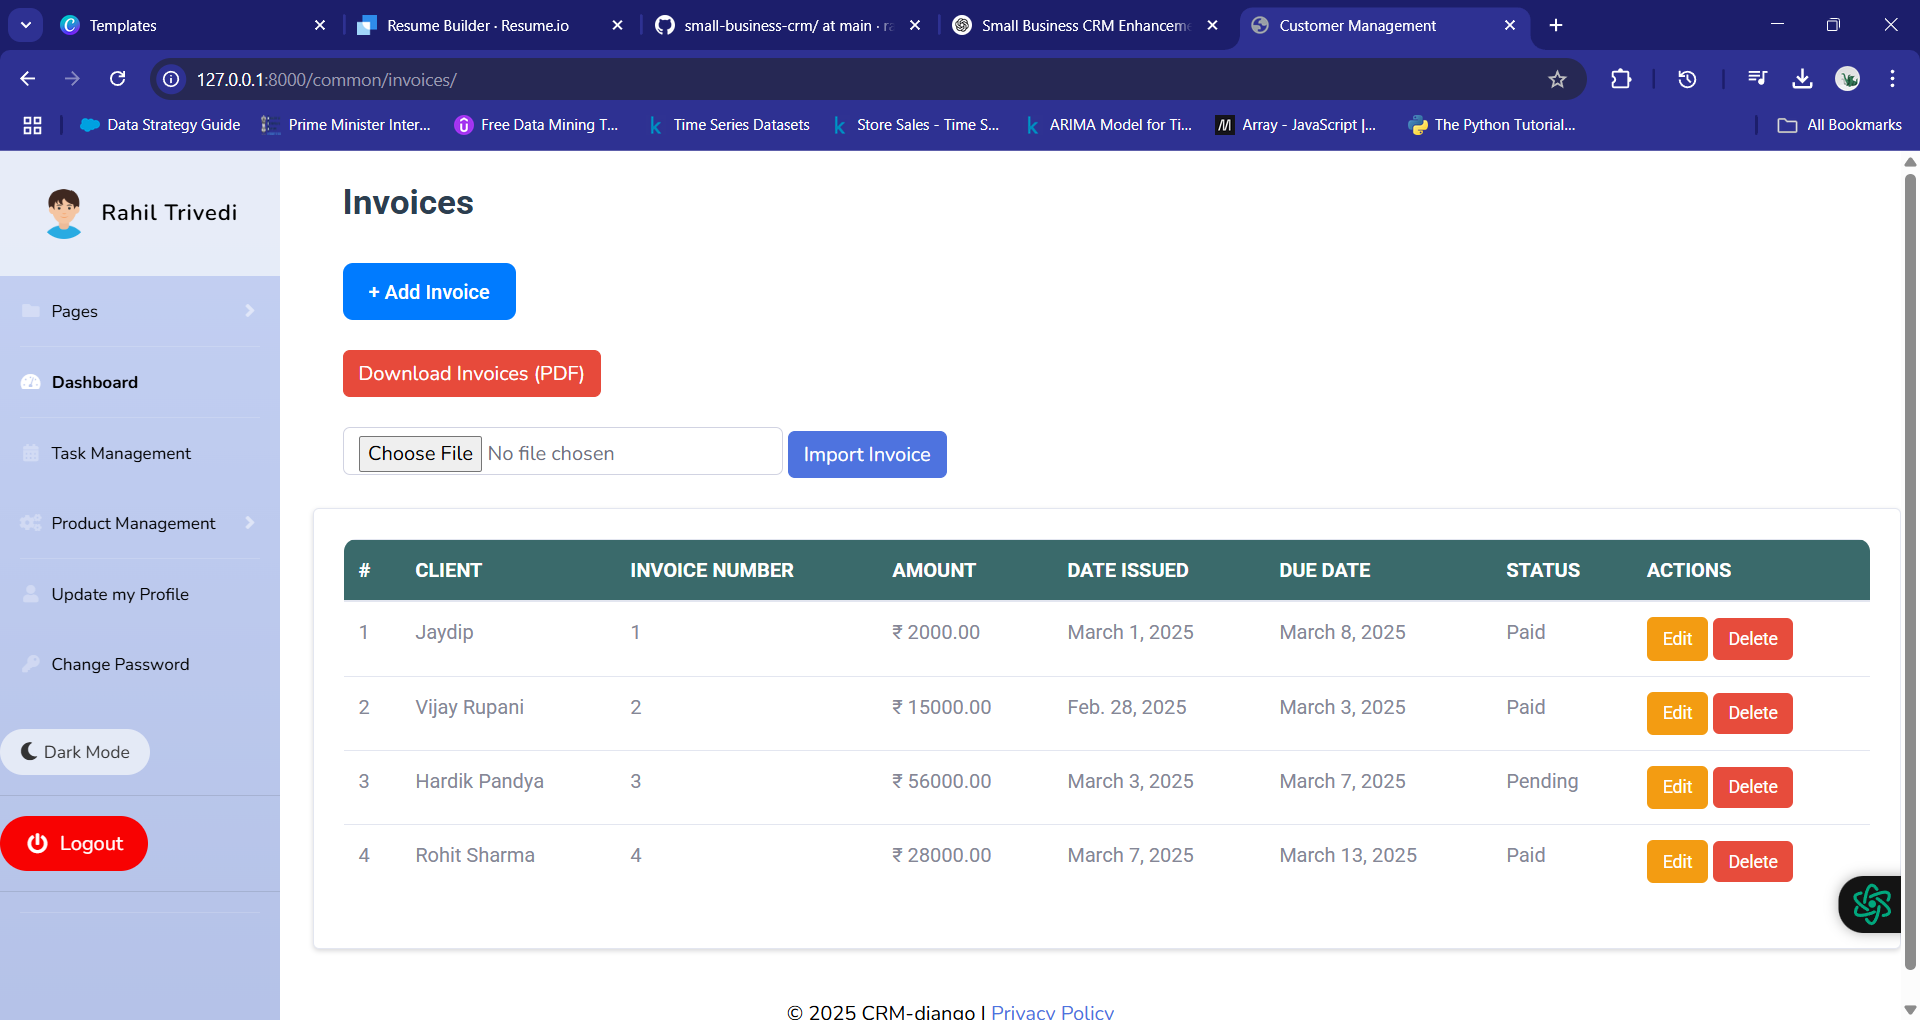 Templates
Resume Builder · Resume.io
small-business-crm/ at main · ra
Small Business CRM Enhanceme
Customer Management
127.0.0.1:8000/common/invoices/
Data Strategy Guide
Prime Minister Inter...
Free Data Mining T...
Time Series Datasets
Store Sales - Time S...
ARIMA Model for Ti...
Array - JavaScript |...
The Python Tutorial...
All Bookmarks
Rahil Trivedi
Pages
Dashboard
Task Management
Product Management
Update my Profile
Change Password
Dark Mode
Logout
Invoices
+ Add Invoice
Download Invoices (PDF)
Choose File No file chosen
Import Invoice
# CLIENT INVOICE NUMBER AMOUNT DATE ISSUED DUE DATE STATUS ACTIONS
1 Jaydip 1 ₹ 2000.00 March 1, 2025 March 8, 2025 Paid Edit Delete
2 Vijay Rupani 2 ₹ 15000.00 Feb. 28, 2025 March 3, 2025 Paid Edit Delete
3 Hardik Pandya 3 ₹ 56000.00 March 3, 2025 March 7, 2025 Pending Edit Delete
4 Rohit Sharma 4 ₹ 28000.00 March 7, 2025 March 13, 2025 Paid Edit Delete
© 2025 CRM-django | Privacy Policy